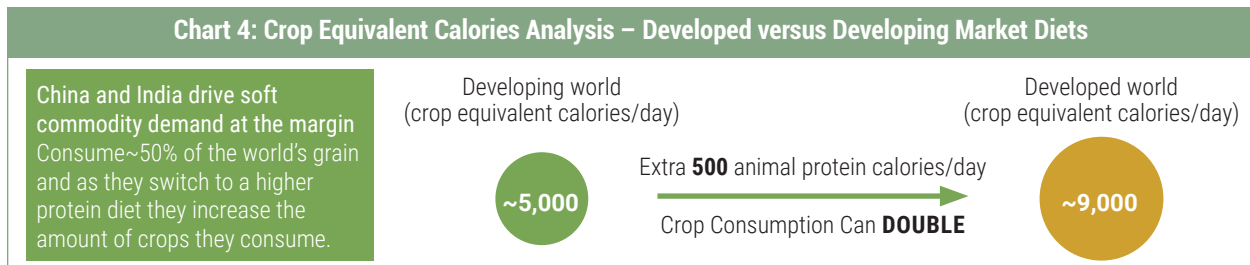 Chart 4: Crop Equivalent Calories Analysis – Developed versus Developing Market Diets
China and India drive soft
commodity demand at the margin
Consume~50% of the world's grain
and as they switch to a higher
protein diet they increase the
amount of crops they consume.
Developing world
(crop equivalent calories/day)
~5,000
Extra 500 animal protein calories/day
Crop Consumption Can DOUBLE
Developed world
(crop equivalent calories/day)
~9,000